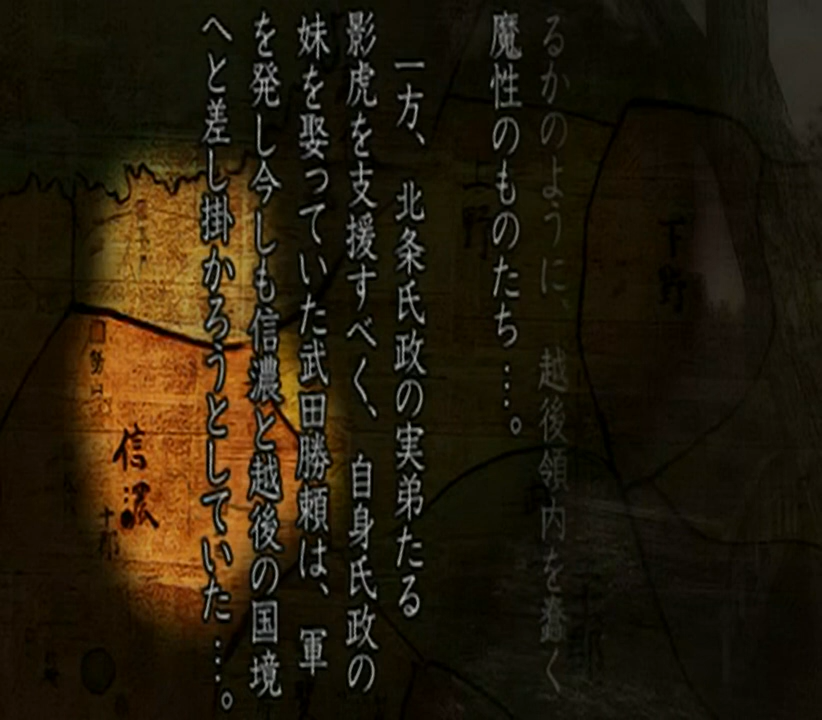 るかのように、越後領内を蠢く
魔性のものたち…。
一方、北条氏政の実弟たる
影虎を支援すべく、自身氏政の
妹を娶っていた武田勝頼は、軍
を発し今しも信濃と越後の国境
へと差し掛かろうとしていた…。
下野
上野
信濃
十郡